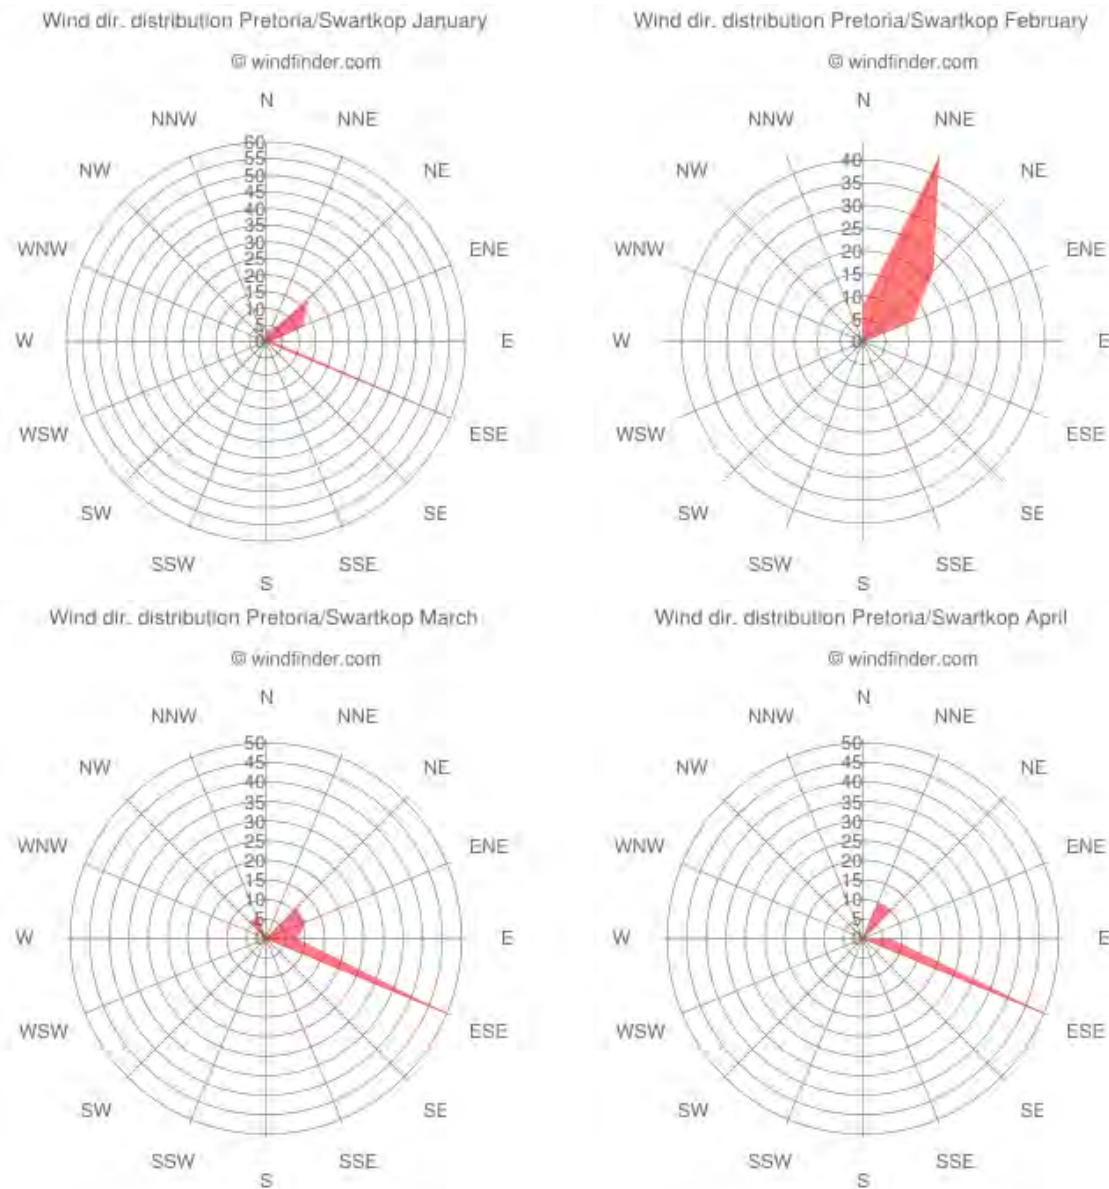 Wind dir. distribution Pretoria/Swartkop January
© windfinder.com
N
NNW NNE
NW NE
WNW ENE
W E
WSW ESE
SW SE
SSW SSE
S
60
55
50
45
40
35
30
25
20
15
10
5
0
Wind dir. distribution Pretoria/Swartkop February
© windfinder.com
N
NNW NNE
NW NE
WNW ENE
W E
WSW ESE
SW SE
SSW SSE
S
40
35
30
25
20
15
10
5
0
Wind dir. distribution Pretoria/Swartkop March
© windfinder.com
N
NNW NNE
NW NE
WNW ENE
W E
WSW ESE
SW SE
SSW SSE
S
50
45
40
35
30
25
20
15
10
5
0
Wind dir. distribution Pretoria/Swartkop April
© windfinder.com
N
NNW NNE
NW NE
WNW ENE
W E
WSW ESE
SW SE
SSW SSE
S
50
45
40
35
30
25
20
15
10
5
0